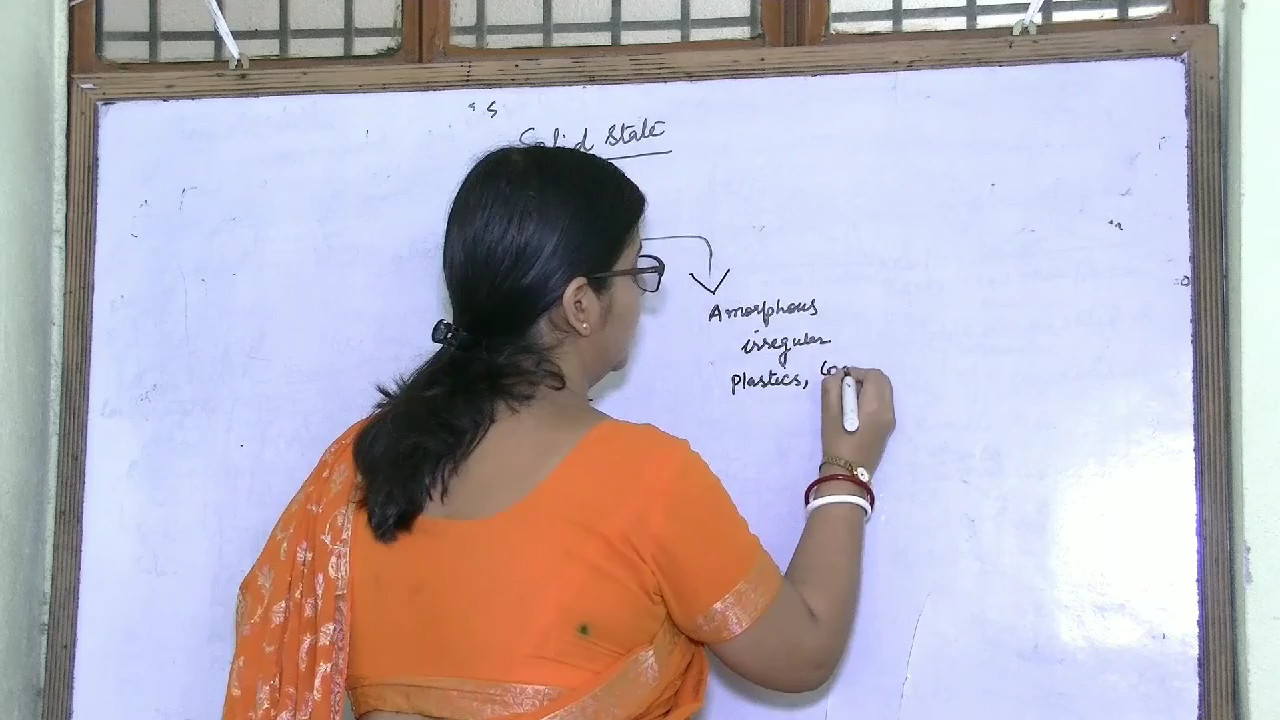 Solid State
Amorphous
irregular
plastics,